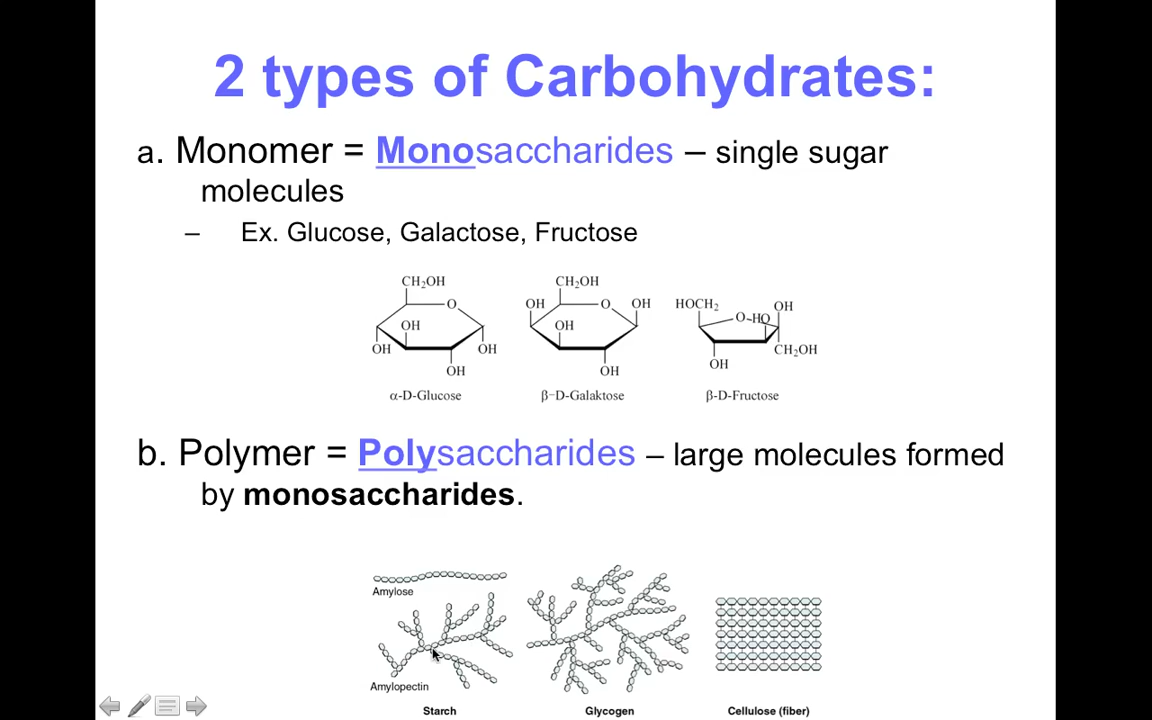 2 types of Carbohydrates:
a. Monomer = Monosaccharides – single sugar
molecules
– Ex. Glucose, Galactose, Fructose
CH₂OH CH₂OH
OH O OH HOCH₂ OH
O O-HO
OH OH
OH OH CH₂OH
OH OH OH
α-D-Glucose β-D-Galaktose β-D-Fructose
b. Polymer = Polysaccharides – large molecules formed
by monosaccharides.
Amylose
Amylopectin
Starch Glycogen Cellulose (fiber)